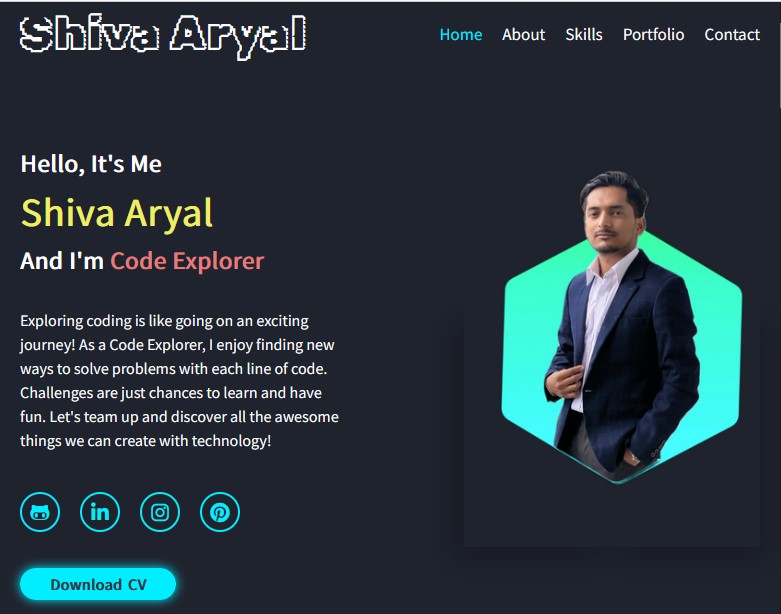 Shiva Aryal
Home About Skills Portfolio Contact
Hello, It's Me
Shiva Aryal
And I'm Code Explorer
Exploring coding is like going on an exciting
journey! As a Code Explorer, I enjoy finding new
ways to solve problems with each line of code.
Challenges are just chances to learn and have
fun. Let's team up and discover all the awesome
things we can create with technology!
in
Download CV